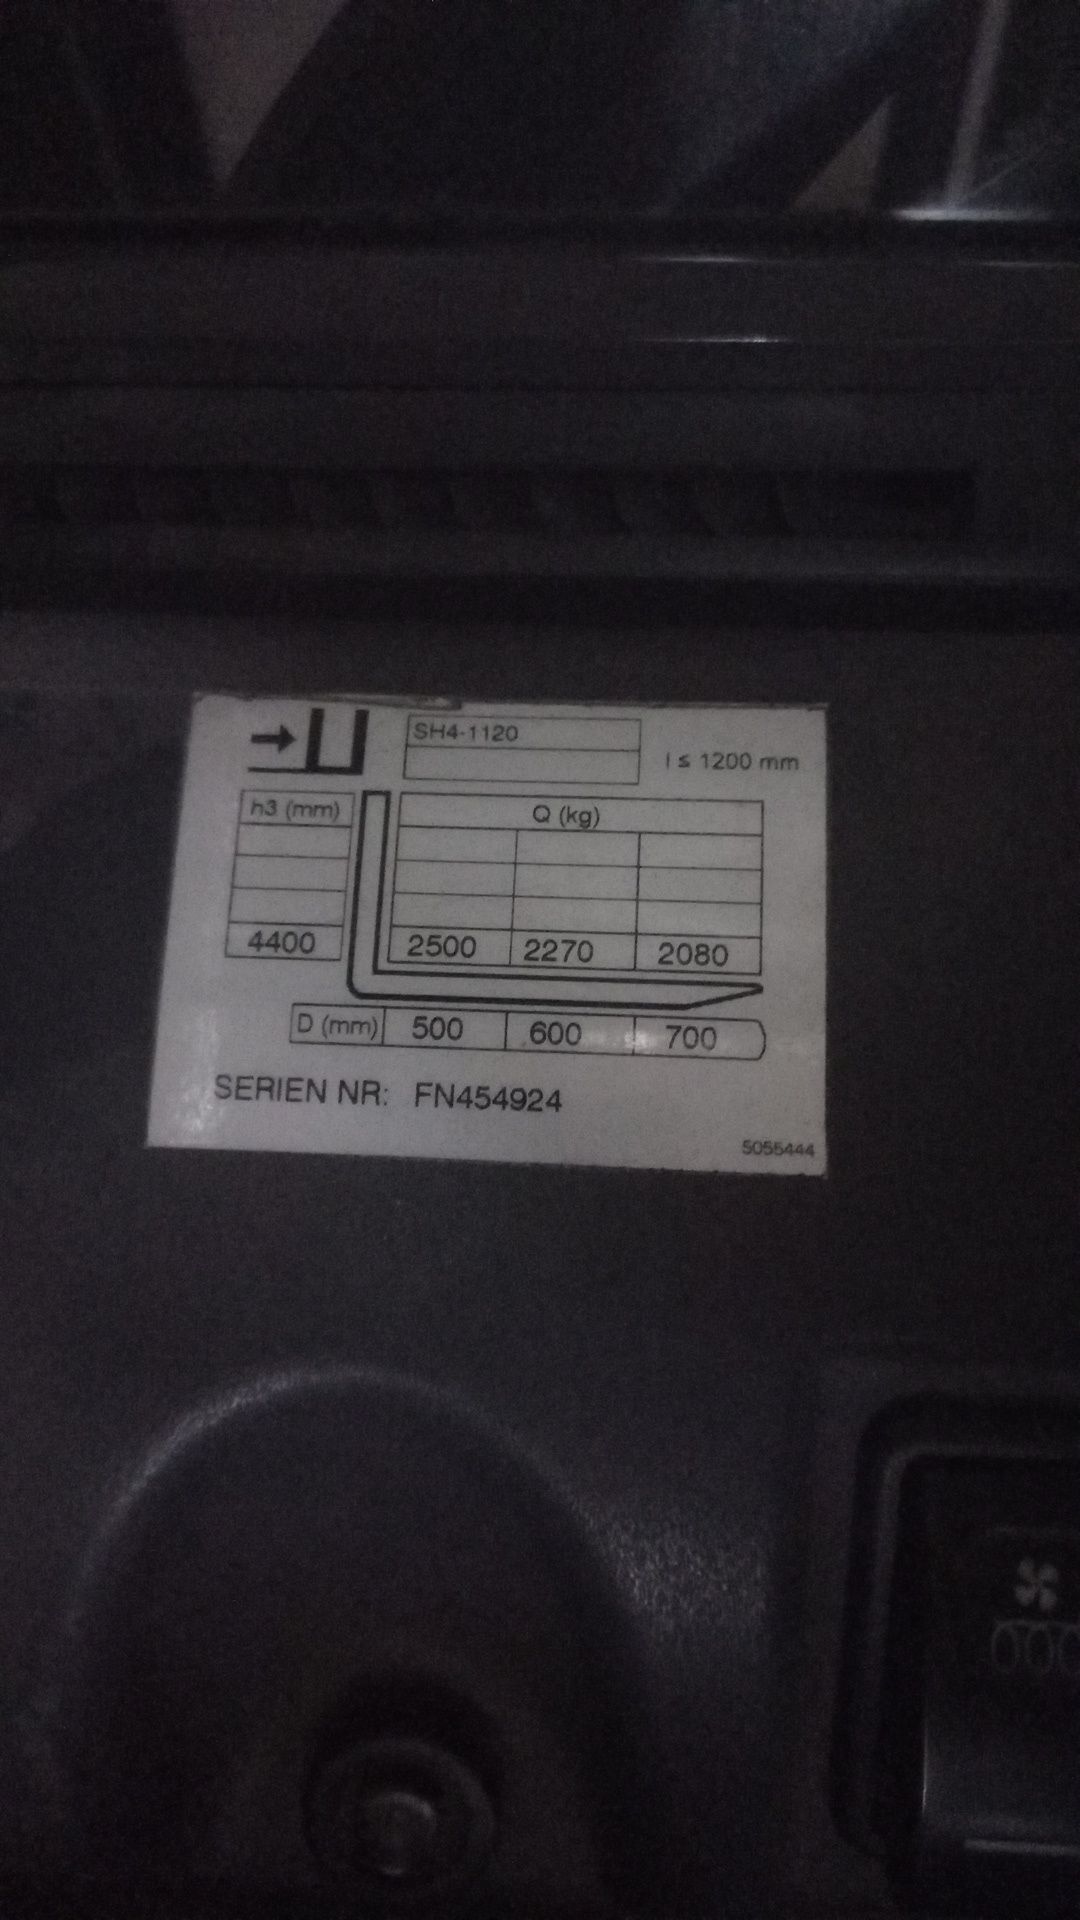 SH4-1120
l ≤ 1200 mm
h3 (mm) Q (kg)
4400 2500 2270 2080
D (mm) 500 600 700
SERIEN NR: FN454924
5055444